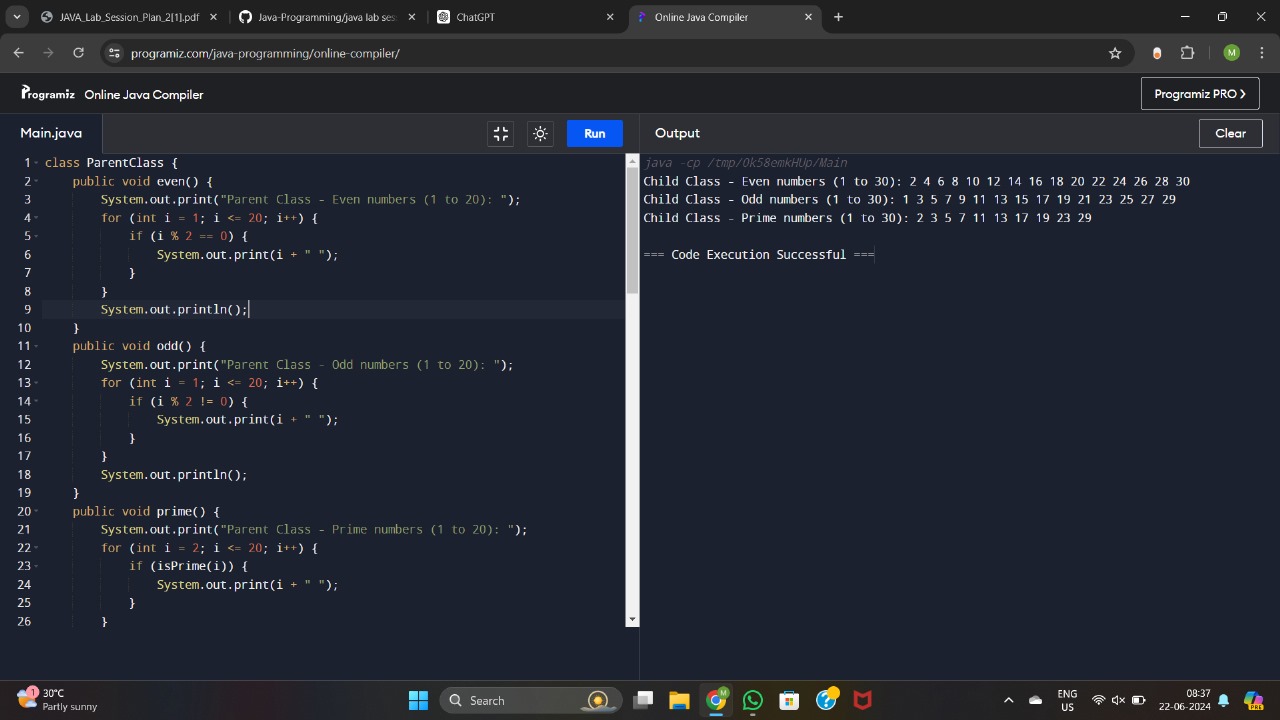 JAVA_Lab_Session_Plan_2[1].pdf
Java-Programming/java lab ses
ChatGPT
Online Java Compiler
programiz.com/java-programming/online-compiler/
M
Programiz Online Java Compiler
Programiz PRO
Main.java
Run
Output
Clear
1 class ParentClass {
2 public void even() {
3 System.out.print("Parent Class - Even numbers (1 to 20): ");
4 for (int i = 1; i <= 20; i++) {
5 if (i % 2 == 0) {
6 System.out.print(i + " ");
7 }
8 }
9 System.out.println();
10 }
11 public void odd() {
12 System.out.print("Parent Class - Odd numbers (1 to 20): ");
13 for (int i = 1; i <= 20; i++) {
14 if (i % 2 != 0) {
15 System.out.print(i + " ");
16 }
17 }
18 System.out.println();
19 }
20 public void prime() {
21 System.out.print("Parent Class - Prime numbers (1 to 20): ");
22 for (int i = 2; i <= 20; i++) {
23 if (isPrime(i)) {
24 System.out.print(i + " ");
25 }
26 }
java -cp /tmp/Ok58emkHUp/Main
Child Class - Even numbers (1 to 30): 2 4 6 8 10 12 14 16 18 20 22 24 26 28 30
Child Class - Odd numbers (1 to 30): 1 3 5 7 9 11 13 15 17 19 21 23 25 27 29
Child Class - Prime numbers (1 to 30): 2 3 5 7 11 13 17 19 23 29
=== Code Execution Successful ===
1
30°C
Partly sunny
Search
M
ENG
US
08:37
22-06-2024
PRE